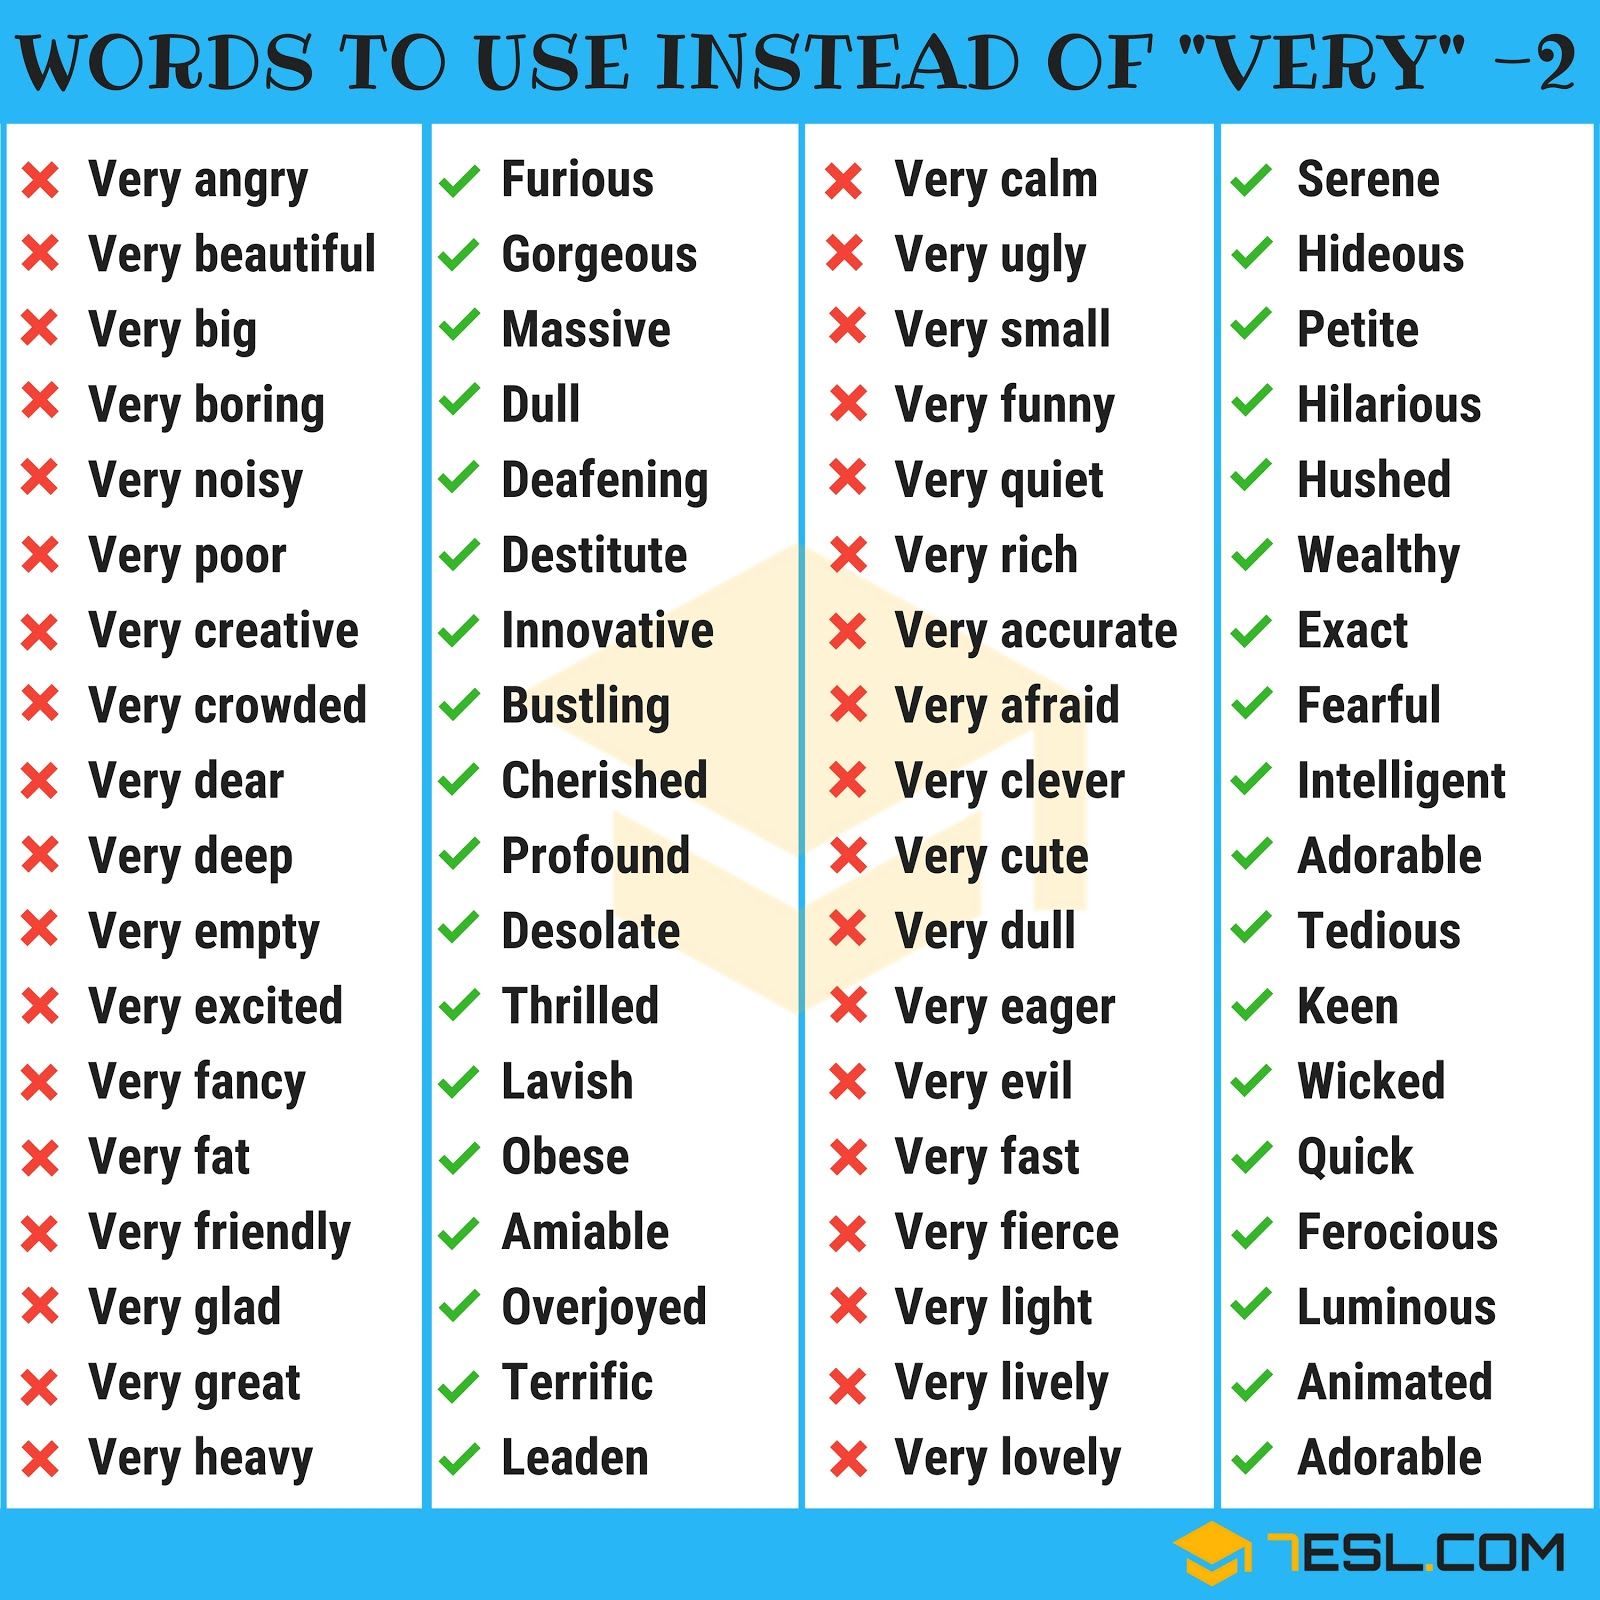 WORDS TO USE INSTEAD OF "VERY" –2
Very angry Furious Very calm Serene
Very beautiful Gorgeous Very ugly Hideous
Very big Massive Very small Petite
Very boring Dull Very funny Hilarious
Very noisy Deafening Very quiet Hushed
Very poor Destitute Very rich Wealthy
Very creative Innovative Very accurate Exact
Very crowded Bustling Very afraid Fearful
Very dear Cherished Very clever Intelligent
Very deep Profound Very cute Adorable
Very empty Desolate Very dull Tedious
Very excited Thrilled Very eager Keen
Very fancy Lavish Very evil Wicked
Very fat Obese Very fast Quick
Very friendly Amiable Very fierce Ferocious
Very glad Overjoyed Very light Luminous
Very great Terrific Very lively Animated
Very heavy Leaden Very lovely Adorable
7ESL.COM